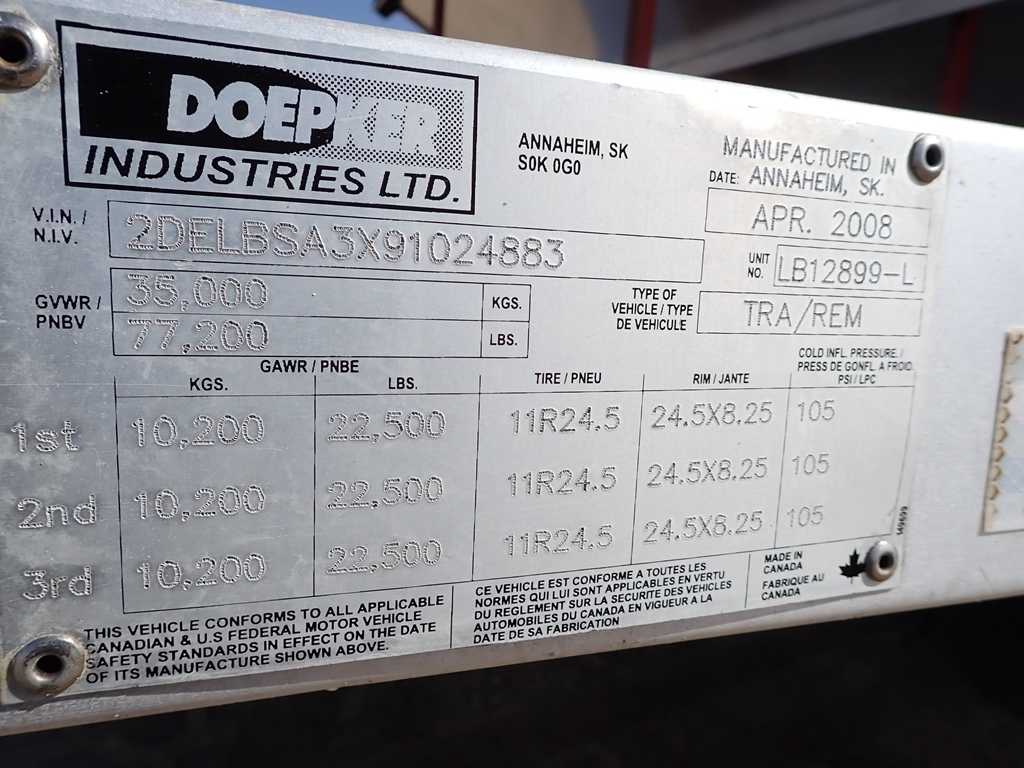 DOEPKER
INDUSTRIES LTD.
ANNAHEIM, SK
S0K 0G0
MANUFACTURED IN
DATE: ANNAHEIM, SK.
APR. 2008
V.I.N. /
N.I.V.
2DELBSA3X91024883
UNIT
NO.
LB12899-L
GVWR /
PNBV
35,000 KGS.
77,200 LBS.
TYPE OF
VEHICLE / TYPE
DE VEHICULE
TRA/REM
GAWR / PNBE
KGS. LBS. TIRE / PNEU RIM / JANTE
COLD INFL. PRESSURE. /
PRESS DE GONFL. A FROID
PSI / LPC
1st 10,200 22,500 11R24.5 24.5X8.25 105
2nd 10,200 22,500 11R24.5 24.5X8.25 105
3rd 10,200 22,500 11R24.5 24.5X8.25 105
THIS VEHICLE CONFORMS TO ALL APPLICABLE
CANADIAN & U.S FEDERAL MOTOR VEHICLE
SAFETY STANDARDS IN EFFECT ON THE DATE
OF ITS MANUFACTURE SHOWN ABOVE.
CE VEHICULE EST CONFORME A TOUTES LES
NORMES QUI LUI SONT APPLICABLES EN VERTU
DU REGLEMENT SUR LA SECURITE DES VEHICLES
AUTOMOBILES DU CANADA EN VIGUEUR A LA
DATE DE SA FABRICATION
MADE IN
CANADA
FABRIQUE AU
CANADA